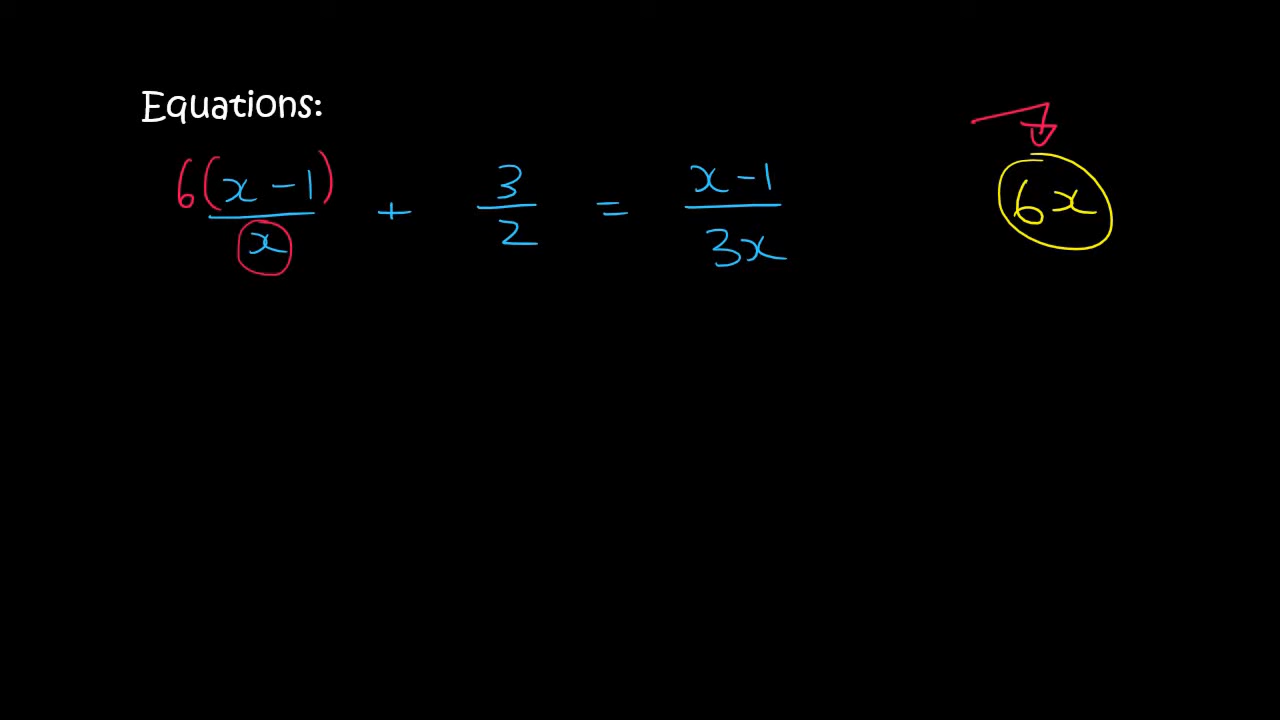 Equations:
6(x - 1)/x + 3/2 = x - 1/3x
6x